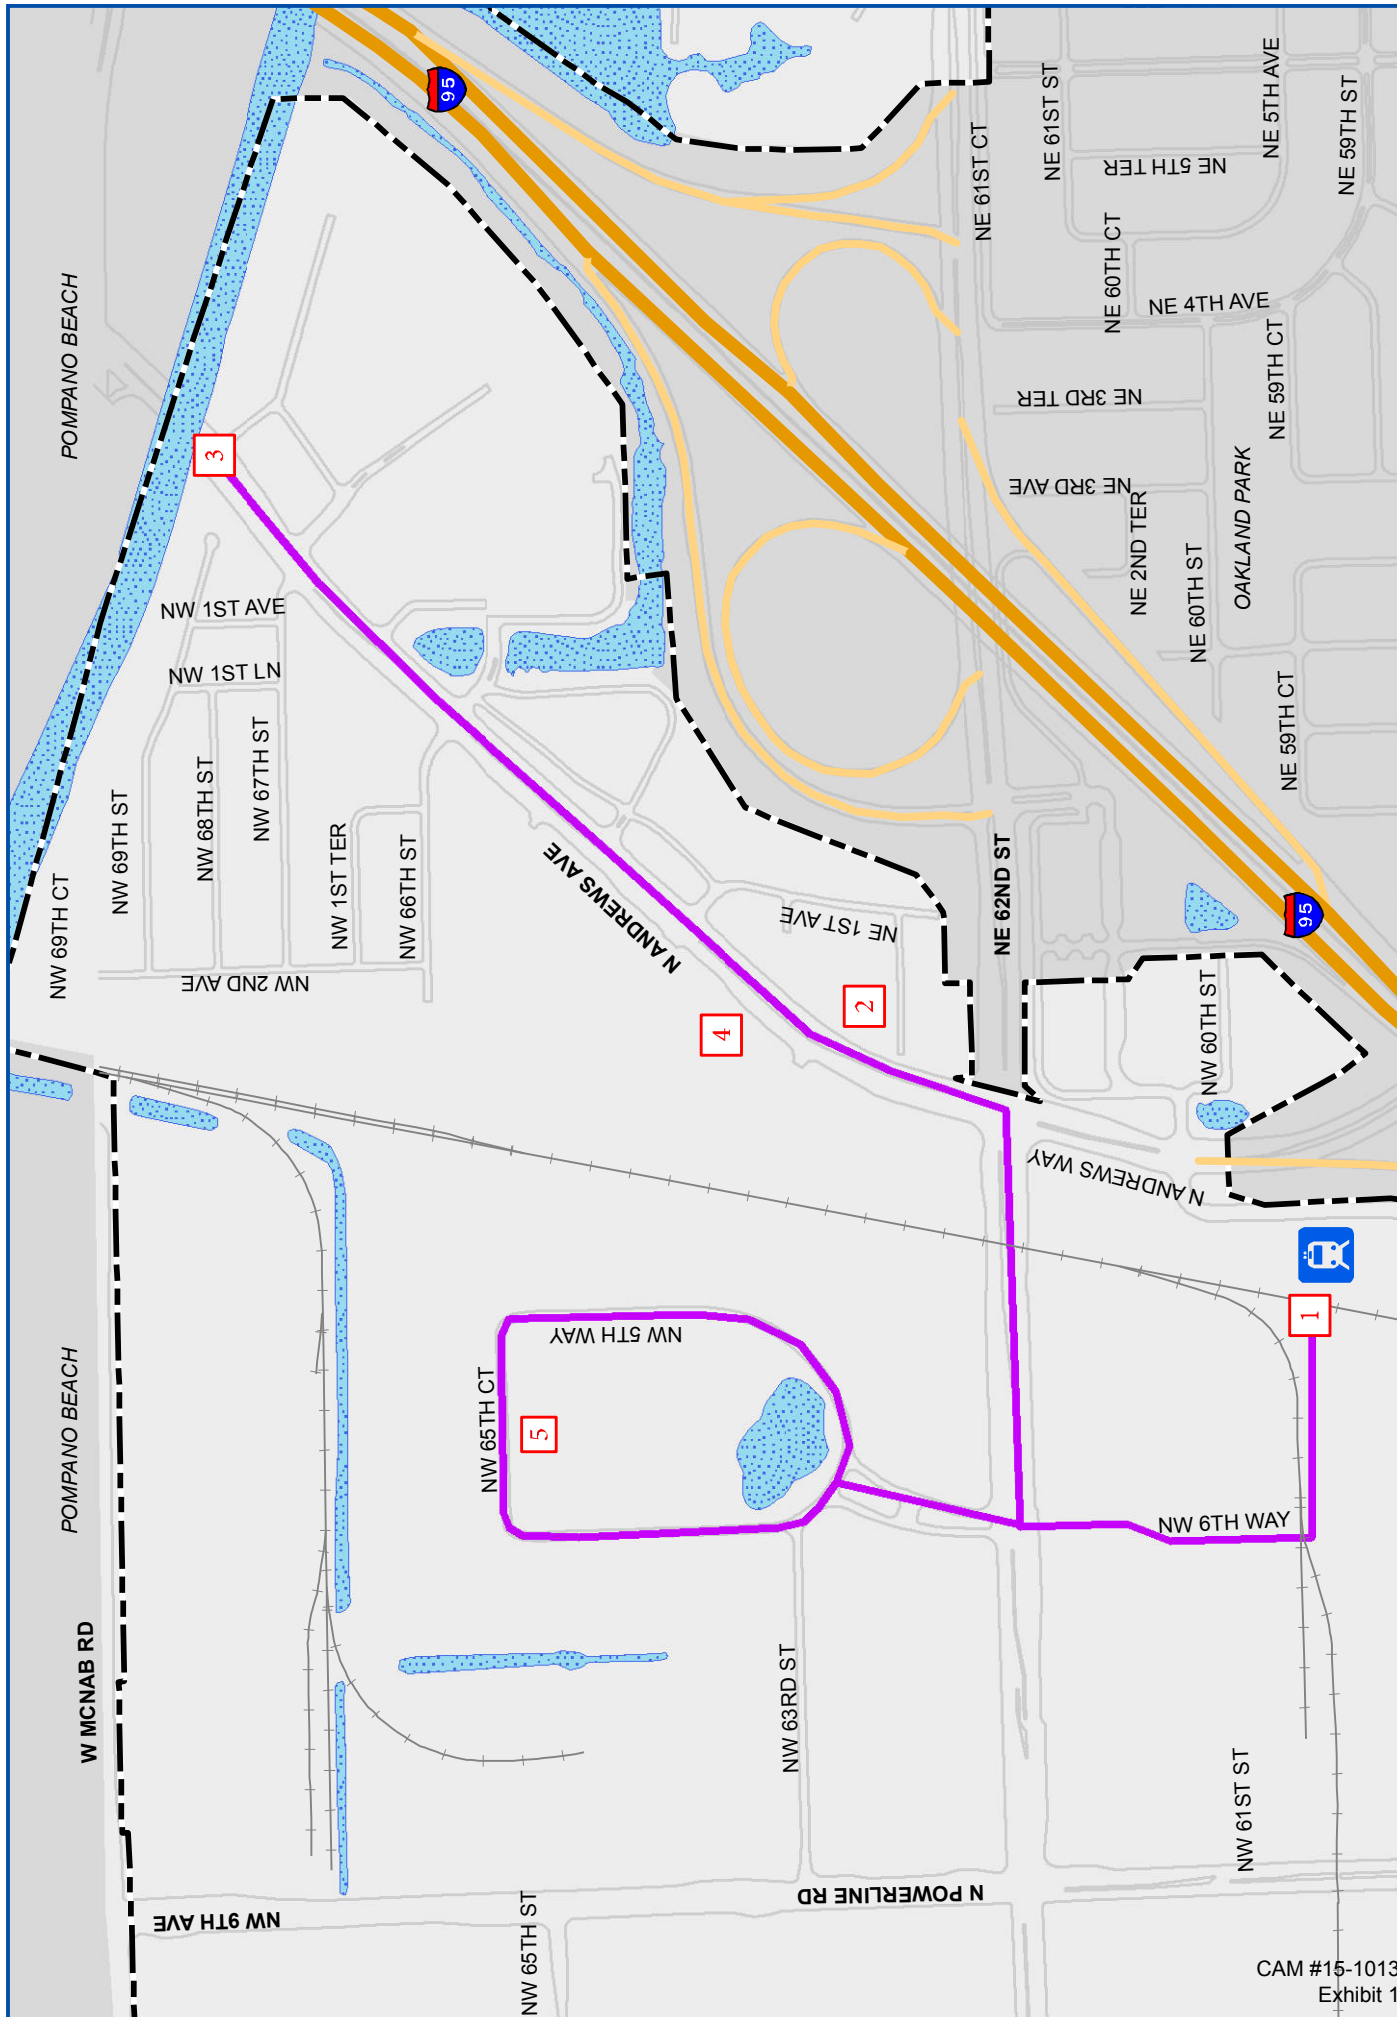 POMPANO BEACH
95
NE 61ST CT
NE 61ST ST
NE 5TH AVE
NE 59TH ST
NE 5TH TER
NE 60TH CT
NE 4TH AVE
NE 59TH CT
NE 3RD TER
NE 3RD AVE
NE 2ND TER
NE 60TH ST
OAKLAND PARK
NE 59TH CT
3
NW 1ST AVE
NW 1ST LN
NW 69TH CT
NW 69TH ST
NW 68TH ST
NW 67TH ST
NW 1ST TER
NW 66TH ST
NW 2ND AVE
N ANDREWS AVE
NE 1ST AVE
NE 62ND ST
95
4
2
NW 60TH ST
N ANDREWS WAY
1
POMPANO BEACH
NW 65TH CT
NW 5TH WAY
5
NW 6TH WAY
W MCNAB RD
NW 63RD ST
NW 61ST ST
NW 9TH AVE
NW 65TH ST
N POWERLINE RD
CAM #15-1013
Exhibit 1